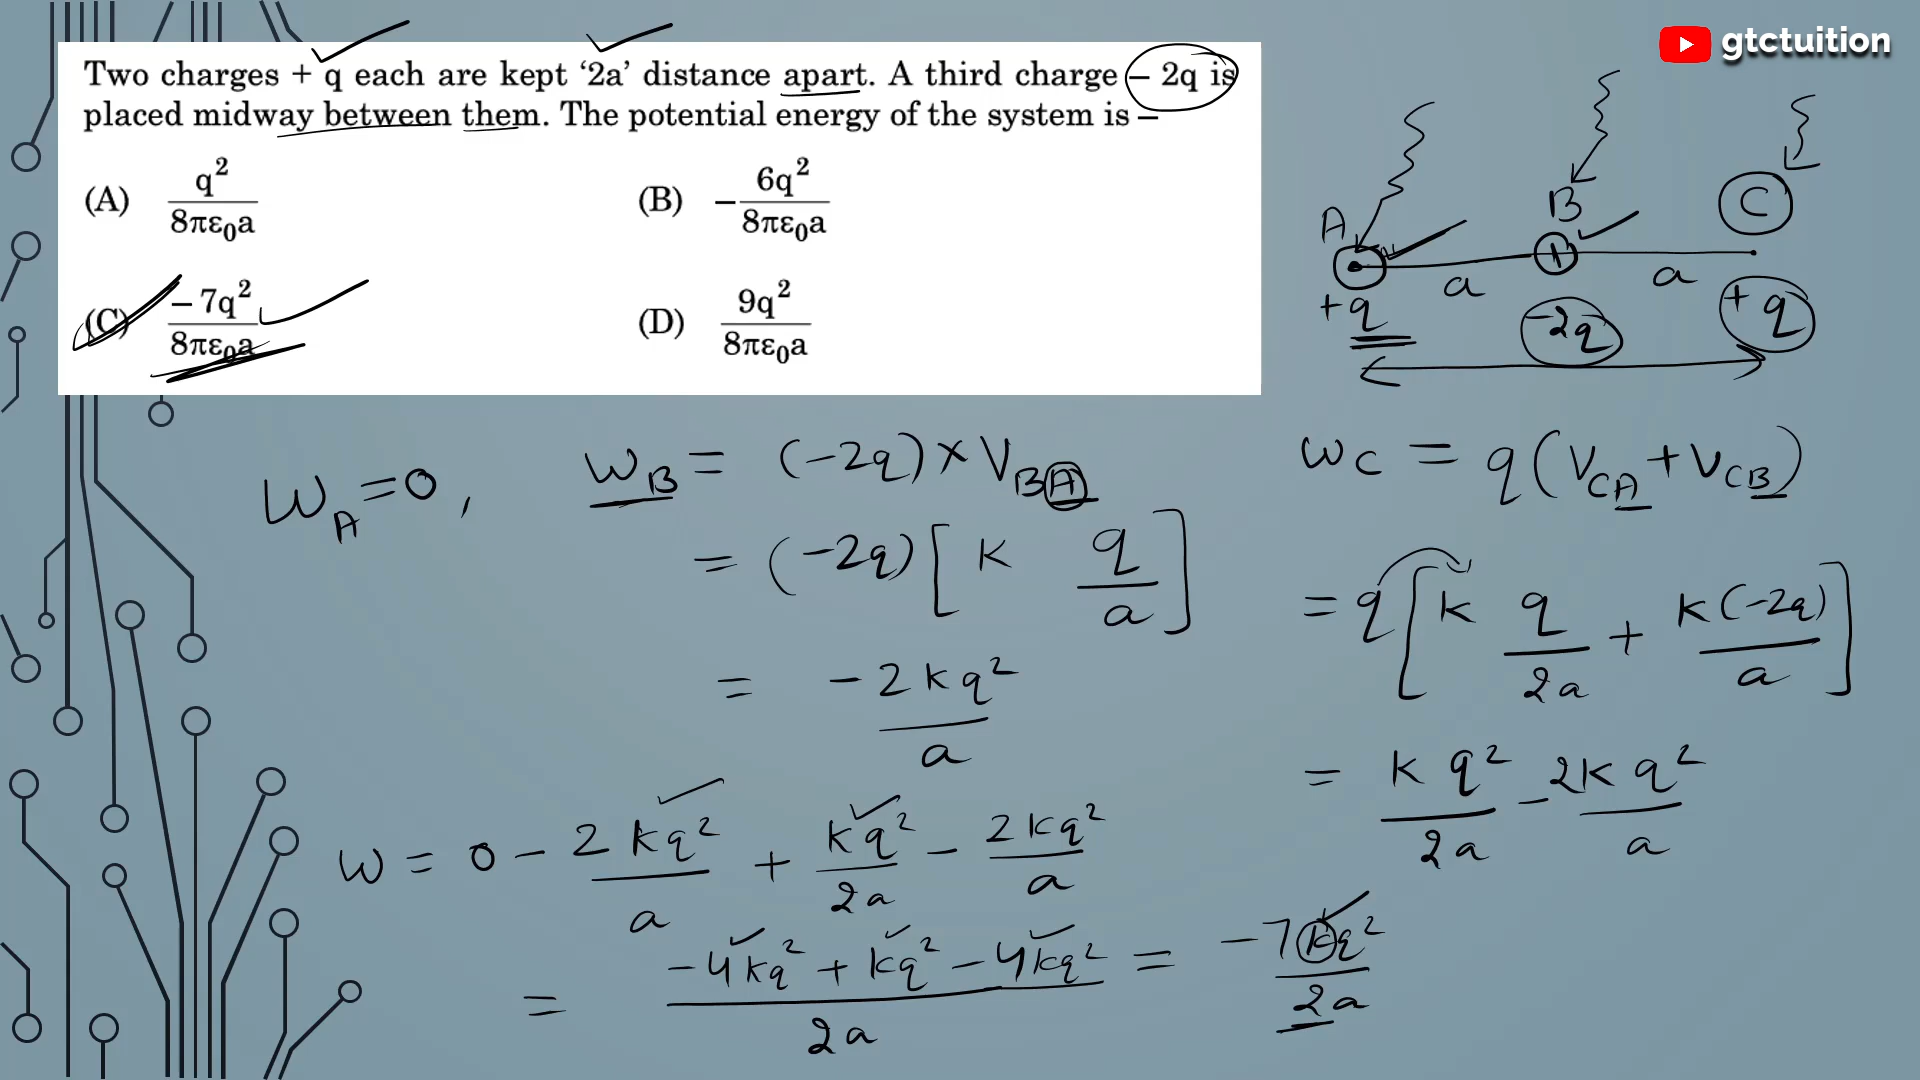 gtctuition
Two charges + q each are kept ‘2a’ distance apart. A third charge – 2q is
placed midway between them. The potential energy of the system is –
(A) q²/8πε₀a
(B) –6q²/8πε₀a
(C) –7q²/8πε₀a
(D) 9q²/8πε₀a
A B C
a a
+q -2q +q
W_A = 0,
W_B = (-2q) × V_BA
= (-2q) [K q/a]
= -2kq²/a
W_C = q(V_CA + V_CB)
= q [K q/2a + K(-2q)/a]
= Kq²/2a - 2Kq²/a
W = 0 - 2kq²/a + kq²/2a - 2kq²/a
= (-4kq² + kq² - 4kq²)/2a = -7kq²/2a